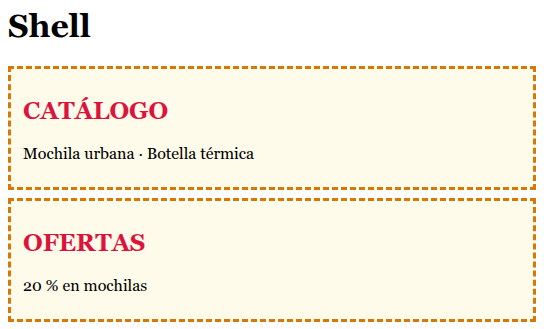 Shell
CATÁLOGO
Mochila urbana · Botella térmica
OFERTAS
20 % en mochilas